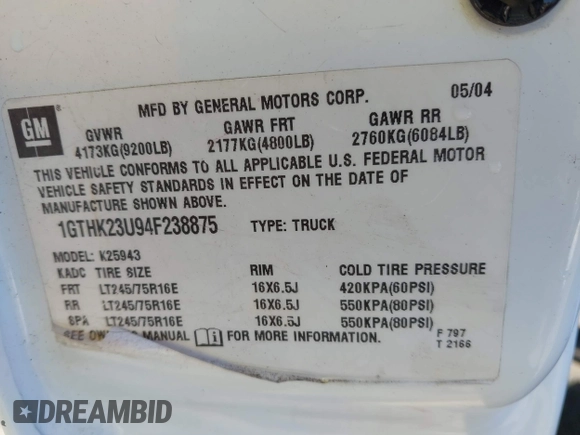 GM
MFD BY GENERAL MOTORS CORP. 05/04
GVWR GAWR FRT GAWR RR
4173KG(9200LB) 2177KG(4800LB) 2760KG(6084LB)
THIS VEHICLE CONFORMS TO ALL APPLICABLE U.S. FEDERAL MOTOR
VEHICLE SAFETY STANDARDS IN EFFECT ON THE DATE OF
MANUFACTURE SHOWN ABOVE.
1GTHK23U94F238875 TYPE: TRUCK
MODEL: K25943
KADC TIRE SIZE RIM COLD TIRE PRESSURE
FRT LT245/75R16E 16X6.5J 420KPA(60PSI)
RR LT245/75R16E 16X6.5J 550KPA(80PSI)
SPA LT245/75R16E 16X6.5J 550KPA(80PSI)
SEE OWNER'S MANUAL FOR MORE INFORMATION.
F 797
T 2166
DREAMBID